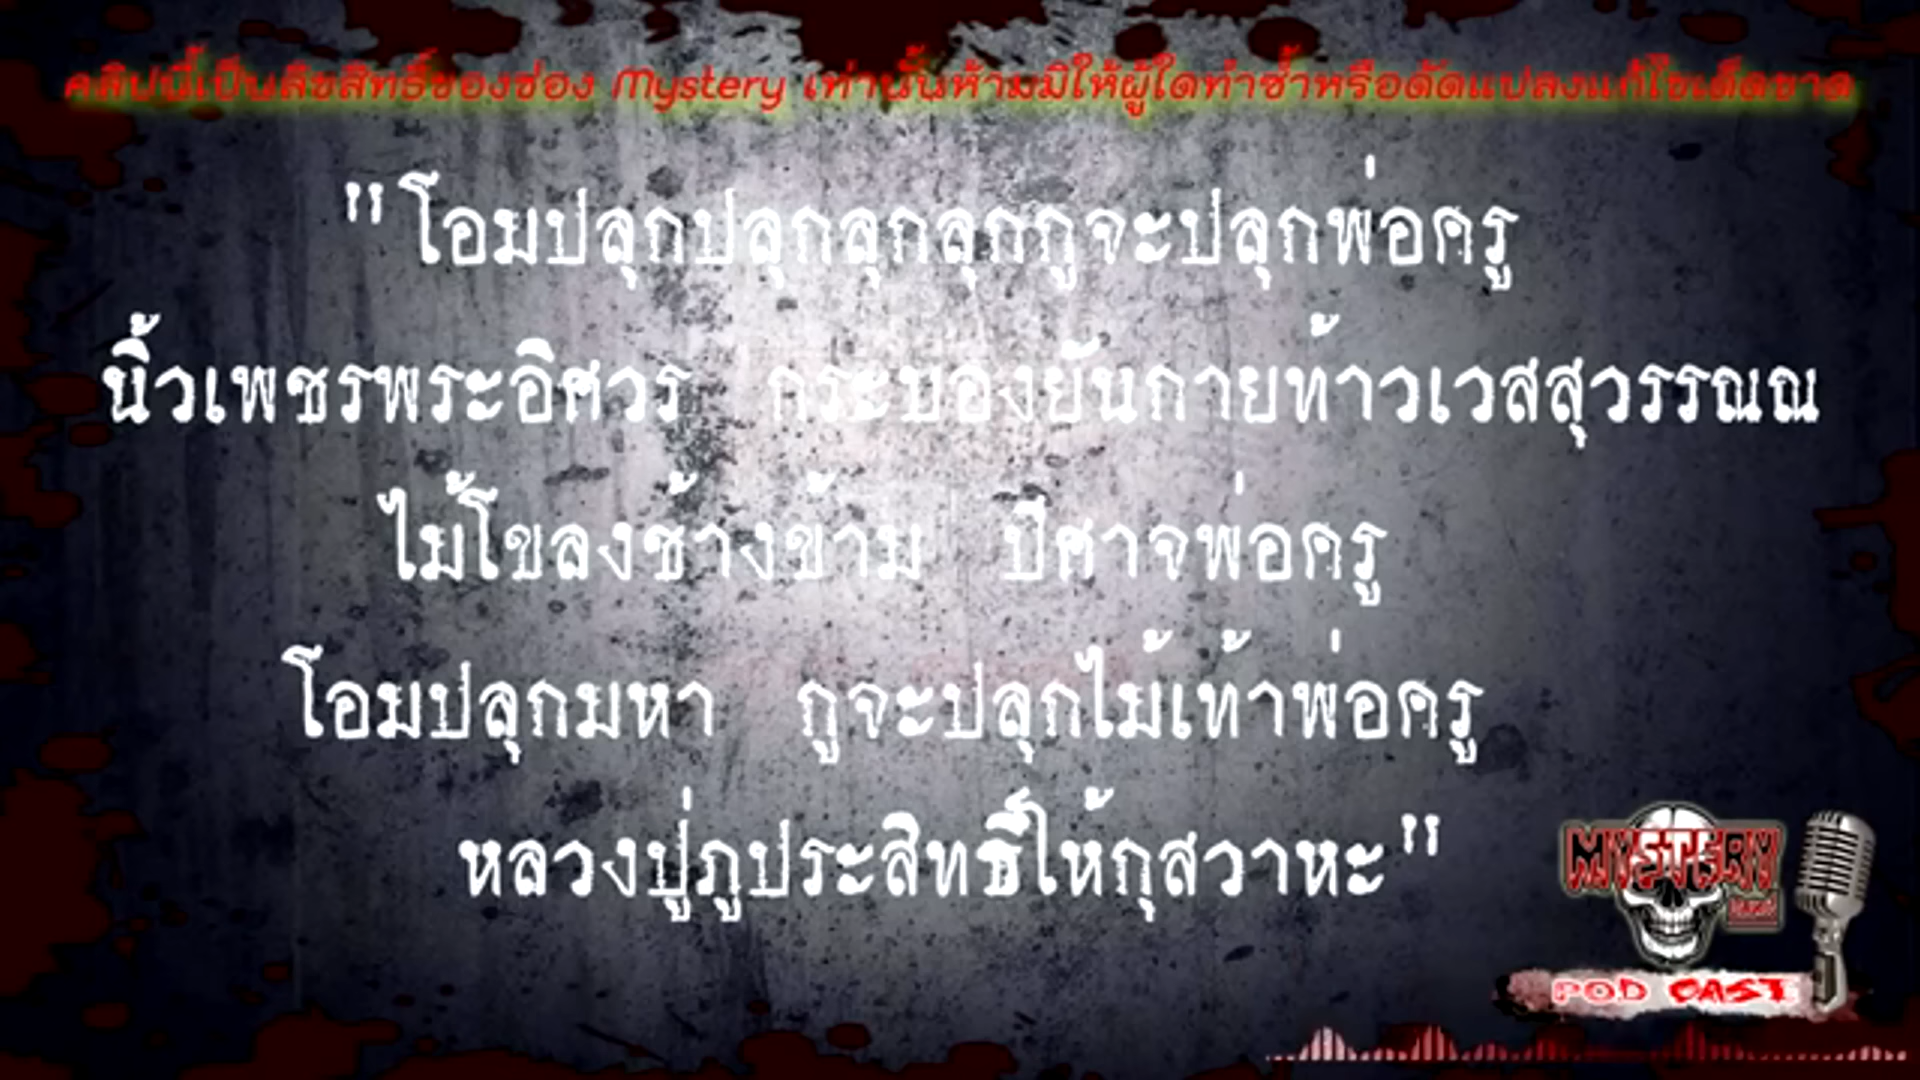 คลิปนี้เป็นลิขสิทธิ์ของช่อง Mystery เท่านั้นห้ามมิให้ผู้ใดทำซ้ำหรือดัดแปลงแก้ไขเด็ดขาด
"โอมปลุกปลุกลุกลุกกูจะปลุกพ่อครู
นิ้วเพชรพระอิศวร กระบองยันกายท้าวเวสสุวรรณณ
ไม้โขลงช้างข้าม ปีศาจพ่อครู
โอมปลุกมหา กูจะปลุกไม้เท้าพ่อครู
หลวงปู่ภูประสิทธิ์ให้กุสวาหะ"
MYSTERY
POD CAST